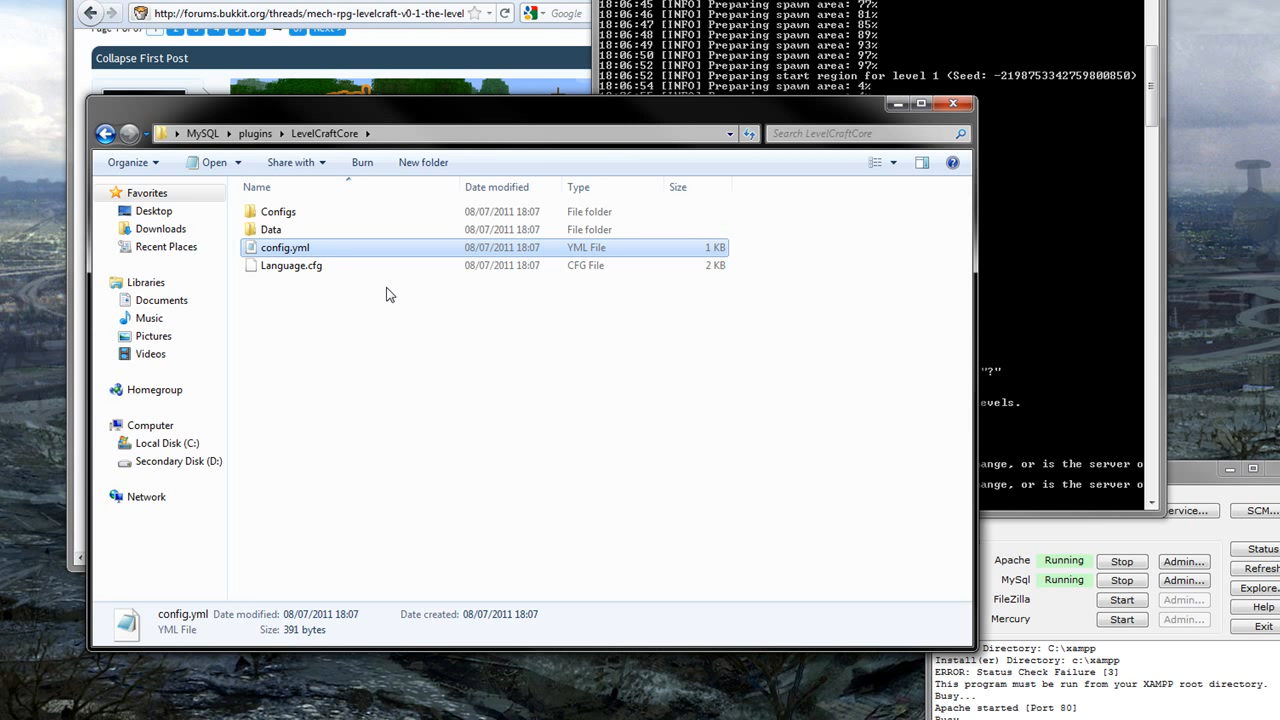 http://forums.bukkit.org/threads/mech-rpg-levelcraft-v0-1-the-level
Google
Collapse First Post
18:06:45 [INFO] Preparing spawn area: 77%
18:06:46 [INFO] Preparing spawn area: 81%
18:06:47 [INFO] Preparing spawn area: 85%
18:06:48 [INFO] Preparing spawn area: 89%
18:06:49 [INFO] Preparing spawn area: 93%
18:06:50 [INFO] Preparing spawn area: 97%
18:06:52 [INFO] Preparing spawn area: 97%
18:06:52 [INFO] Preparing start region for level 1 (Seed: -2198753342759800850)
18:06:54 [INFO] Preparing spawn area: 4%
MySQL
plugins
LevelCraftCore
Search LevelCraftCore
Organize
Open
Share with
Burn
New folder
Name
Date modified
Type
Size
Favorites
Desktop
Downloads
Recent Places
Libraries
Documents
Music
Pictures
Videos
Homegroup
Computer
Local Disk (C:)
Secondary Disk (D:)
Network
Configs 08/07/2011 18:07 File folder
Data 08/07/2011 18:07 File folder
config.yml 08/07/2011 18:07 YML File 1 KB
Language.cfg 08/07/2011 18:07 CFG File 2 KB
"?"
evels.
ange, or is the server o
ange, or is the server o
config.yml Date modified: 08/07/2011 18:07 Date created: 08/07/2011 18:07
YML File Size: 391 bytes
ervice... SCM...
Status
Apache Running Stop Admin...
Refresh
MySql Running Stop Admin...
Explore..
FileZilla Start Admin...
Help
Mercury Start Admin...
Exit
Directory: C:\xampp
Install(er) Directory: c:\xampp
ERROR: Status Check Failure [3]
This program must be run from your XAMPP root directory.
Busy...
Apache started [Port 80]